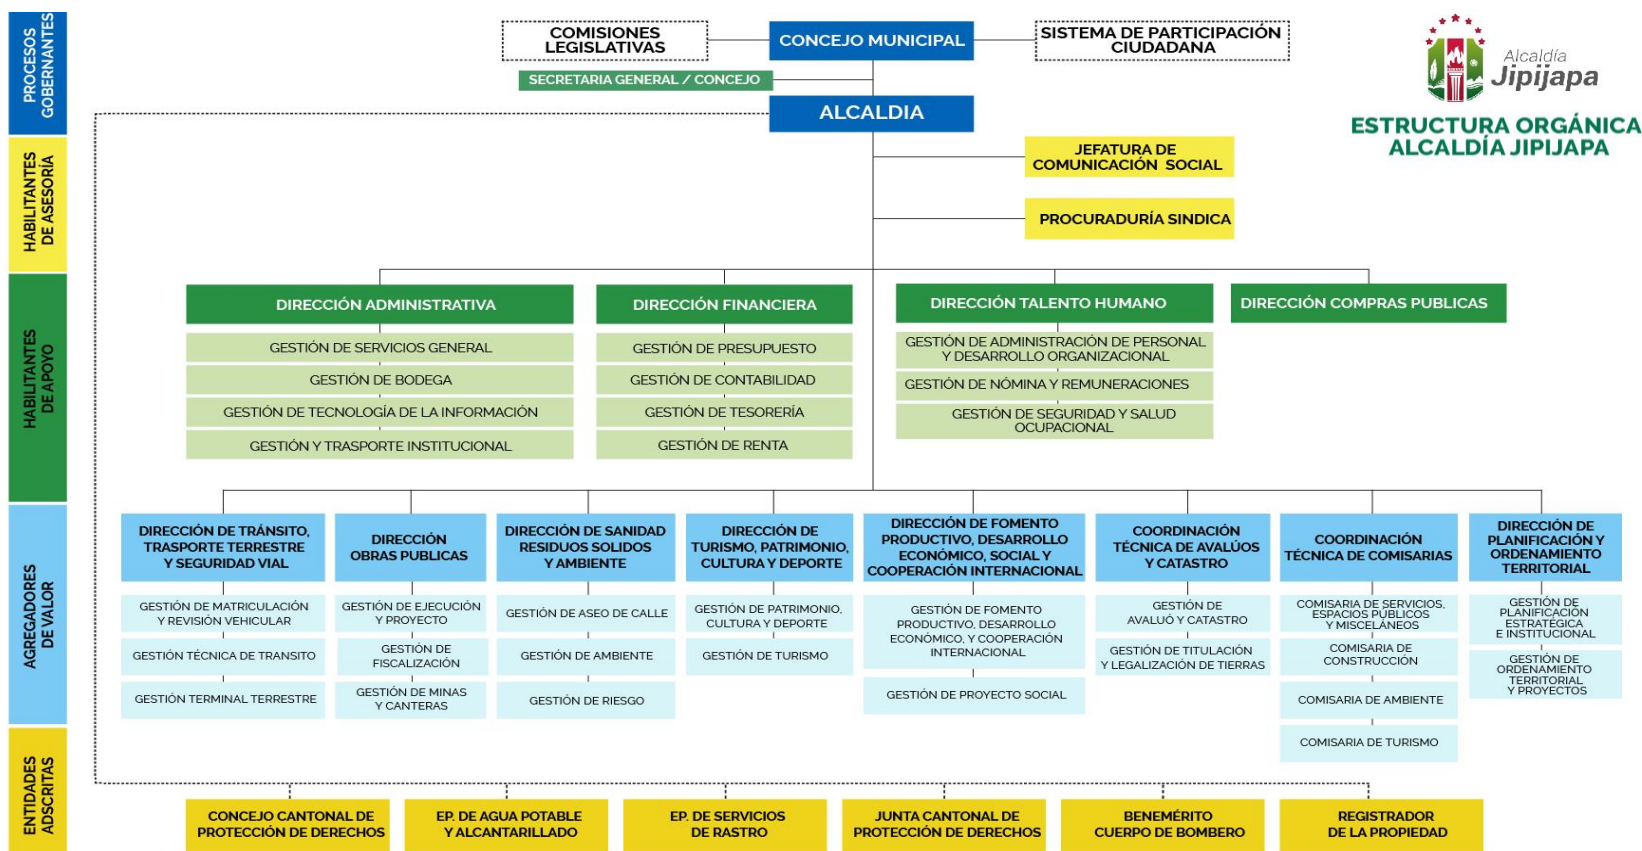 PROCESOS
GOBERNANTES
COMISIONES
LEGISLATIVAS
CONCEJO MUNICIPAL
SISTEMA DE PARTICIPACIÓN
CIUDADANA
SECRETARIA GENERAL / CONCEJO
ALCALDIA
Alcaldía
Jipijapa
ESTRUCTURA ORGÁNICA
ALCALDÍA JIPIJAPA
HABILITANTES
DE ASESORÍA
JEFATURA DE
COMUNICACIÓN SOCIAL
PROCURADURÍA SINDICA
HABILITANTES
DE APOYO
DIRECCIÓN ADMINISTRATIVA
GESTIÓN DE SERVICIOS GENERAL
GESTIÓN DE BODEGA
GESTIÓN DE TECNOLOGÍA DE LA INFORMACIÓN
GESTIÓN Y TRASPORTE INSTITUCIONAL
DIRECCIÓN FINANCIERA
GESTIÓN DE PRESUPUESTO
GESTIÓN DE CONTABILIDAD
GESTIÓN DE TESORERÍA
GESTIÓN DE RENTA
DIRECCIÓN TALENTO HUMANO
GESTIÓN DE ADMINISTRACIÓN DE PERSONAL
Y DESARROLLO ORGANIZACIONAL
GESTIÓN DE NÓMINA Y REMUNERACIONES
GESTIÓN DE SEGURIDAD Y SALUD
OCUPACIONAL
DIRECCIÓN COMPRAS PUBLICAS
AGREGADORES
DE VALOR
DIRECCIÓN DE TRÁNSITO,
TRASPORTE TERRESTRE
Y SEGURIDAD VIAL
GESTIÓN DE MATRICULACIÓN
Y REVISIÓN VEHICULAR
GESTIÓN TÉCNICA DE TRANSITO
GESTIÓN TERMINAL TERRESTRE
DIRECCIÓN
OBRAS PUBLICAS
GESTIÓN DE EJECUCIÓN
Y PROYECTO
GESTIÓN DE
FISCALIZACIÓN
GESTIÓN DE MINAS
Y CANTERAS
DIRECCIÓN DE SANIDAD
RESIDUOS SOLIDOS
Y AMBIENTE
GESTIÓN DE ASEO DE CALLE
GESTIÓN DE AMBIENTE
GESTIÓN DE RIESGO
DIRECCIÓN DE
TURISMO, PATRIMONIO,
CULTURA Y DEPORTE
GESTIÓN DE PATRIMONIO,
CULTURA Y DEPORTE
GESTIÓN DE TURISMO
DIRECCIÓN DE FOMENTO
PRODUCTIVO, DESARROLLO
ECONÓMICO, SOCIAL Y
COOPERACIÓN INTERNACIONAL
GESTIÓN DE FOMENTO
PRODUCTIVO, DESARROLLO
ECONÓMICO, Y COOPERACIÓN
INTERNACIONAL
GESTIÓN DE PROYECTO SOCIAL
COORDINACIÓN
TÉCNICA DE AVALÚOS
Y CATASTRO
GESTIÓN DE
AVALUÓ Y CATASTRO
GESTIÓN DE TITULACIÓN
Y LEGALIZACIÓN DE TIERRAS
COORDINACIÓN
TÉCNICA DE COMISARIAS
COMISARIA DE SERVICIOS,
ESPACIOS PÚBLICOS
Y MISCELÁNEOS
COMISARIA DE
CONSTRUCCIÓN
COMISARIA DE AMBIENTE
COMISARIA DE TURISMO
DIRECCIÓN DE
PLANIFICACIÓN Y
ORDENAMIENTO
TERRITORIAL
GESTIÓN DE
PLANIFICACIÓN
ESTRATÉGICA
E INSTITUCIONAL
GESTIÓN DE
ORDENAMIENTO
TERRITORIAL
Y PROYECTOS
ENTIDADES
ADSCRITAS
CONCEJO CANTONAL DE
PROTECCIÓN DE DERECHOS
EP. DE AGUA POTABLE
Y ALCANTARILLADO
EP. DE SERVICIOS
DE RASTRO
JUNTA CANTONAL DE
PROTECCIÓN DE DERECHOS
BENEMÉRITO
CUERPO DE BOMBERO
REGISTRADOR
DE LA PROPIEDAD